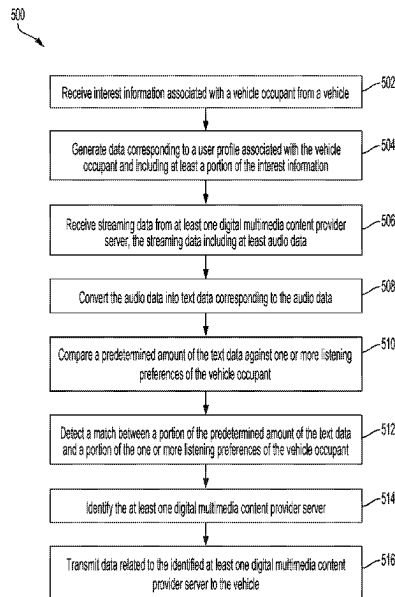 500
Receive interest information associated with a vehicle occupant from a vehicle
502
Generate data corresponding to a user profile associated with the vehicle
occupant and including at least a portion of the interest information
504
Receive streaming data from at least one digital multimedia content provider
server, the streaming data including at least audio data
506
Convert the audio data into text data corresponding to the audio data
508
Compare a predetermined amount of the text data against one or more listening
preferences of the vehicle occupant
510
Detect a match between a portion of the predetermined amount of the text data
and a portion of the one or more listening preferences of the vehicle occupant
512
Identify the at least one digital multimedia content provider server
514
Transmit data related to the identified at least one digital multimedia content
provider server to the vehicle
516